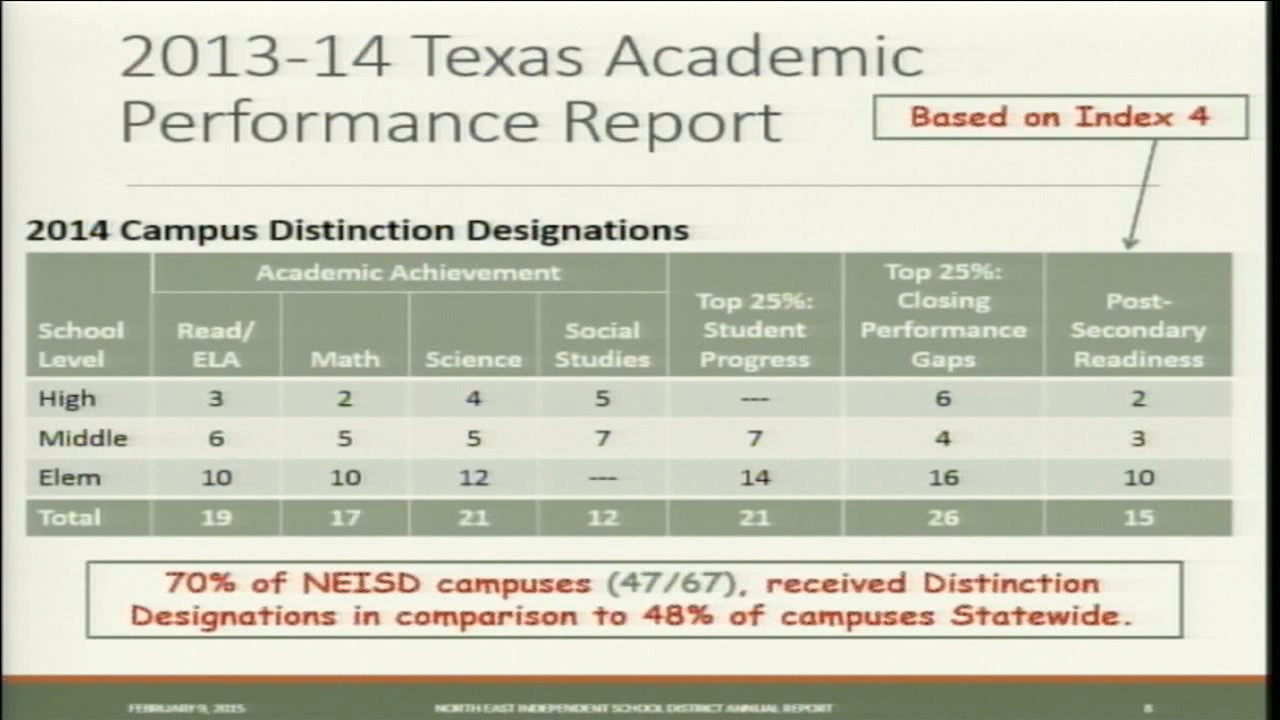 2013-14 Texas Academic
Performance Report
Based on Index 4
2014 Campus Distinction Designations
School Level | Academic Achievement | Top 25%: Student Progress | Top 25%: Closing Performance Gaps | Post-Secondary Readiness
Read/ELA | Math | Science | Social Studies
High 3 2 4 5 --- 6 2
Middle 6 5 5 7 7 4 3
Elem 10 10 12 --- 14 16 10
Total 19 17 21 12 21 26 15
70% of NEISD campuses (47/67), received Distinction
Designations in comparison to 48% of campuses Statewide.
FEBRUARY 9, 2015 NORTH EAST INDEPENDENT SCHOOL DISTRICT ANNUAL REPORT 8